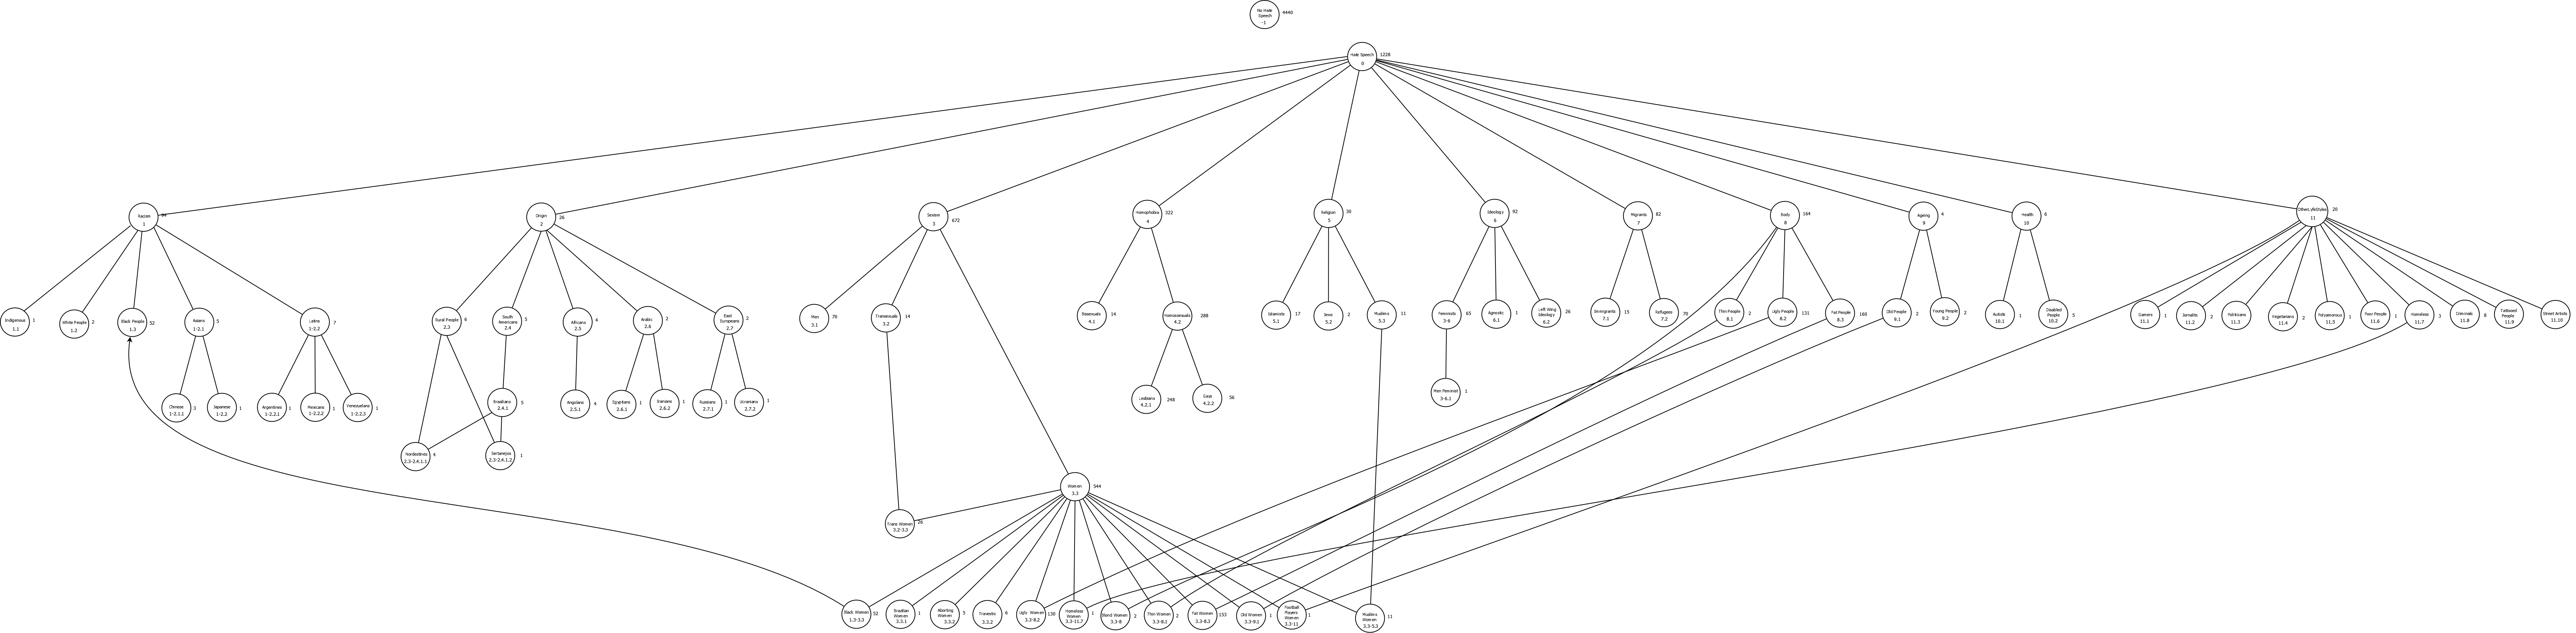 No Hate
Speech
-1
4440
Hate Speech
0
1228
Racism
1
94
Origin
2
26
Sexism
3
672
Homophobia
4
322
Religion
5
30
Ideology
6
92
Migrants
7
82
Body
8
164
Ageing
9
4
Health
10
6
OtherLyfeStyles
11
20
Indigenous
1.1
1
White People
1.2
2
Black People
1.3
52
Asians
1-2.1
5
Latins
1-2.2
7
Rural People
2.3
6
South
Americans
2.4
5
Africans
2.5
4
Arabic
2.6
2
East
Europeans
2.7
2
Men
3.1
70
Transexuals
3.2
14
Bissexuals
4.1
14
Homossexuals
4.2
288
Islamists
5.1
17
Jews
5.2
2
Muslims
5.3
11
Feminists
3-6
65
Agnostic
6.1
1
Left Wing
Ideology
6.2
26
Immigrants
7.1
15
Refugees
7.2
70
Thin People
8.1
2
Ugly People
8.2
131
Fat People
8.3
160
Old People
9.1
2
Young People
9.2
2
Autists
10.1
1
Disabled
People
10.2
5
Gamers
11.1
1
Jornalits
11.2
2
Politicians
11.3
Vegetarians
11.4
2
Polyamorous
11.5
1
Poor People
11.6
1
Homeless
11.7
3
Criminals
11.8
8
Tattooed
People
11.9
Street Artists
11.10
Chinese
1-2.1.1
3
Japanese
1-2.2
1
Argentines
1-2.2.1
1
Mexicans
1-2.2.2
1
Venezuelans
1-2.2.3
1
Brasilians
2.4.1
5
Angolans
2.5.1
4
Egyptians
2.6.1
1
Iranians
2.6.2
1
Russians
2.7.1
1
Ucranians
2.7.2
1
Lesbians
4.2.1
248
Gays
4.2.2
56
Men Feminist
3-6.1
1
Nordestinos
2.3-2.4.1.1
4
Sertanejos
2.3-2.4.1.2
1
Women
3.3
544
Trans Women
3.2-3.3
26
Black Women
1.3-3.3
52
Brazilian
Women
3.3.1
1
Aborting
Women
3.3.2
5
Travestis
3.3.2
6
Ugly Women
3.3-8.2
130
Homeless
Women
3.3-11.7
1
Blond Women
3.3-8
2
Thin Women
3.3-8.1
2
Fat Women
3.3-8.3
153
Old Women
3.3-9.1
1
Football
Players
Women
3.3-11
1
Muslims
Women
3.3-5.3
11